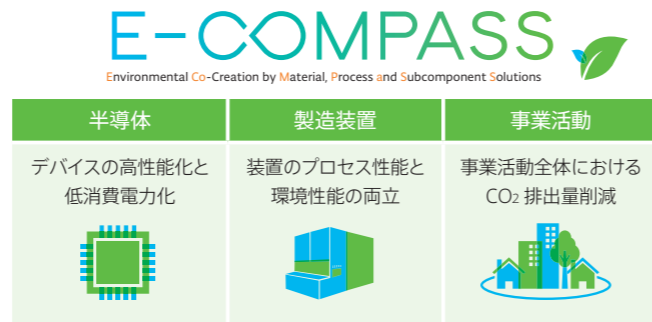 E-COMPASS
Environmental Co-Creation by Material, Process and Subcomponent Solutions
半導体
デバイスの高性能化と
低消費電力化
製造装置
装置のプロセス性能と
環境性能の両立
事業活動
事業活動全体における
CO₂ 排出量削減